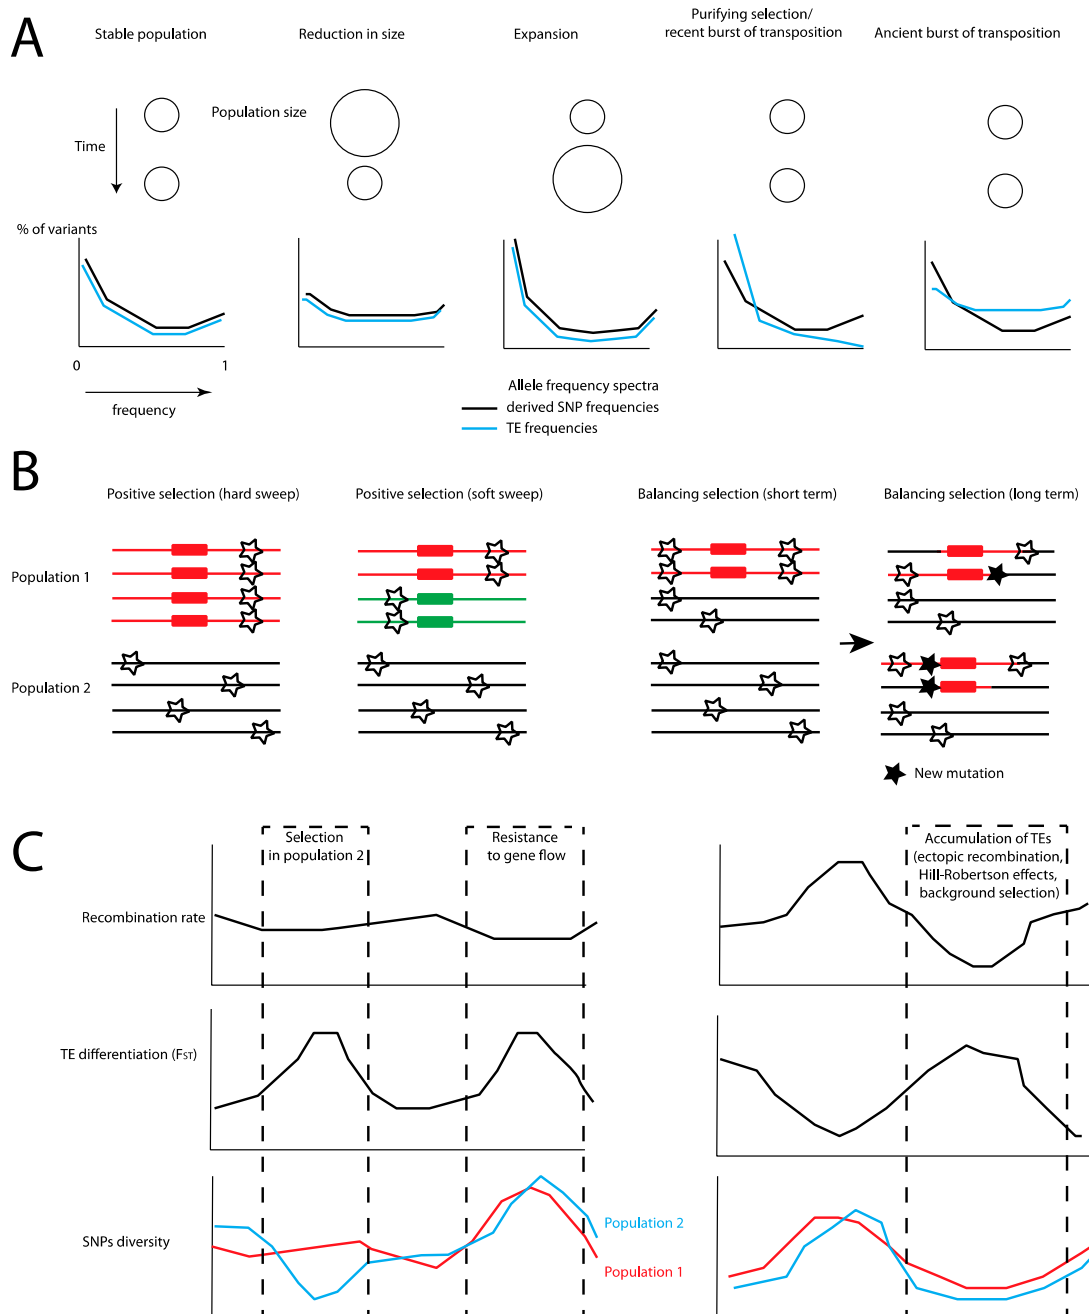 A
Stable population
Reduction in size
Expansion
Purifying selection/
recent burst of transposition
Ancient burst of transposition
Population size
Time
% of variants
0
1
frequency
Allele frequency spectra
derived SNP frequencies
TE frequencies
B
Positive selection (hard sweep)
Positive selection (soft sweep)
Balancing selection (short term)
Balancing selection (long term)
Population 1
Population 2
New mutation
C
Selection
in population 2
Resistance
to gene flow
Accumulation of TEs
(ectopic recombination,
Hill-Robertson effects,
background selection)
Recombination rate
TE differentiation (FST)
SNPs diversity
Population 2
Population 1